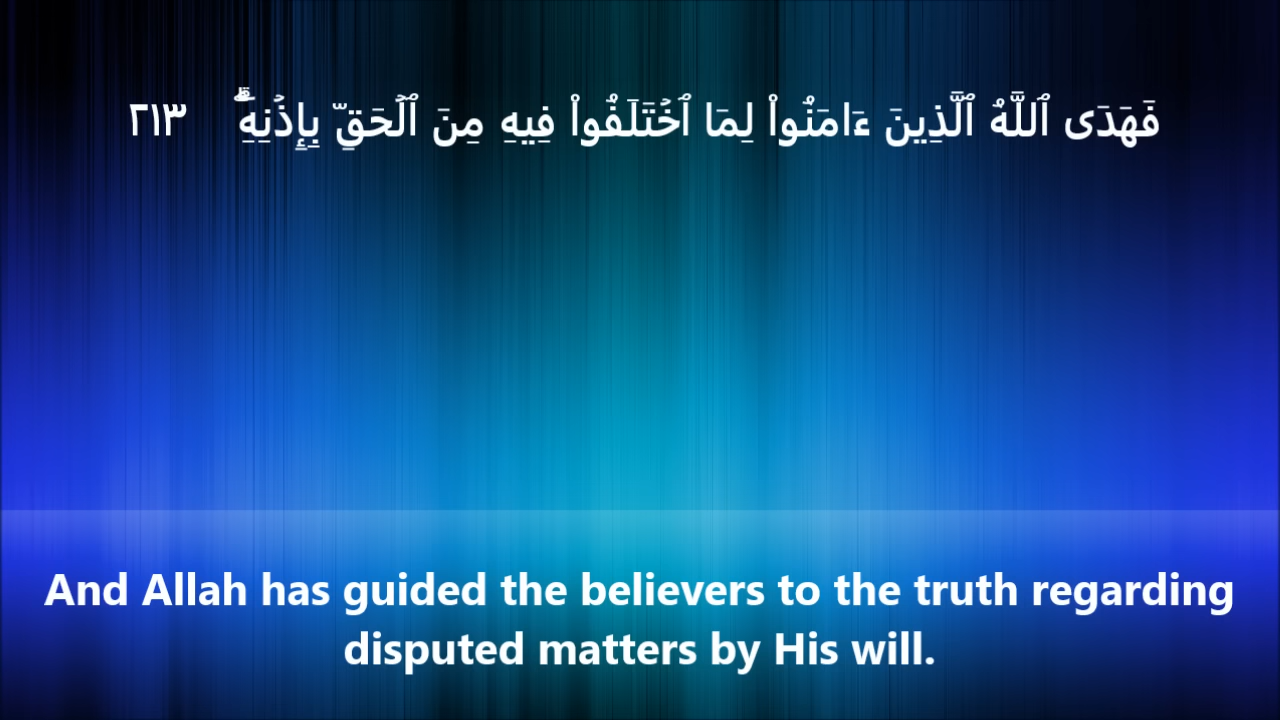 فَهَدَى ٱللَّهُ ٱلَّذِينَ ءَامَنُوا۟ لِمَا ٱخْتَلَفُوا۟ فِيهِ مِنَ ٱلْحَقِّ بِإِذْنِهِۦۗ ٢١٣
And Allah has guided the believers to the truth regarding
disputed matters by His will.